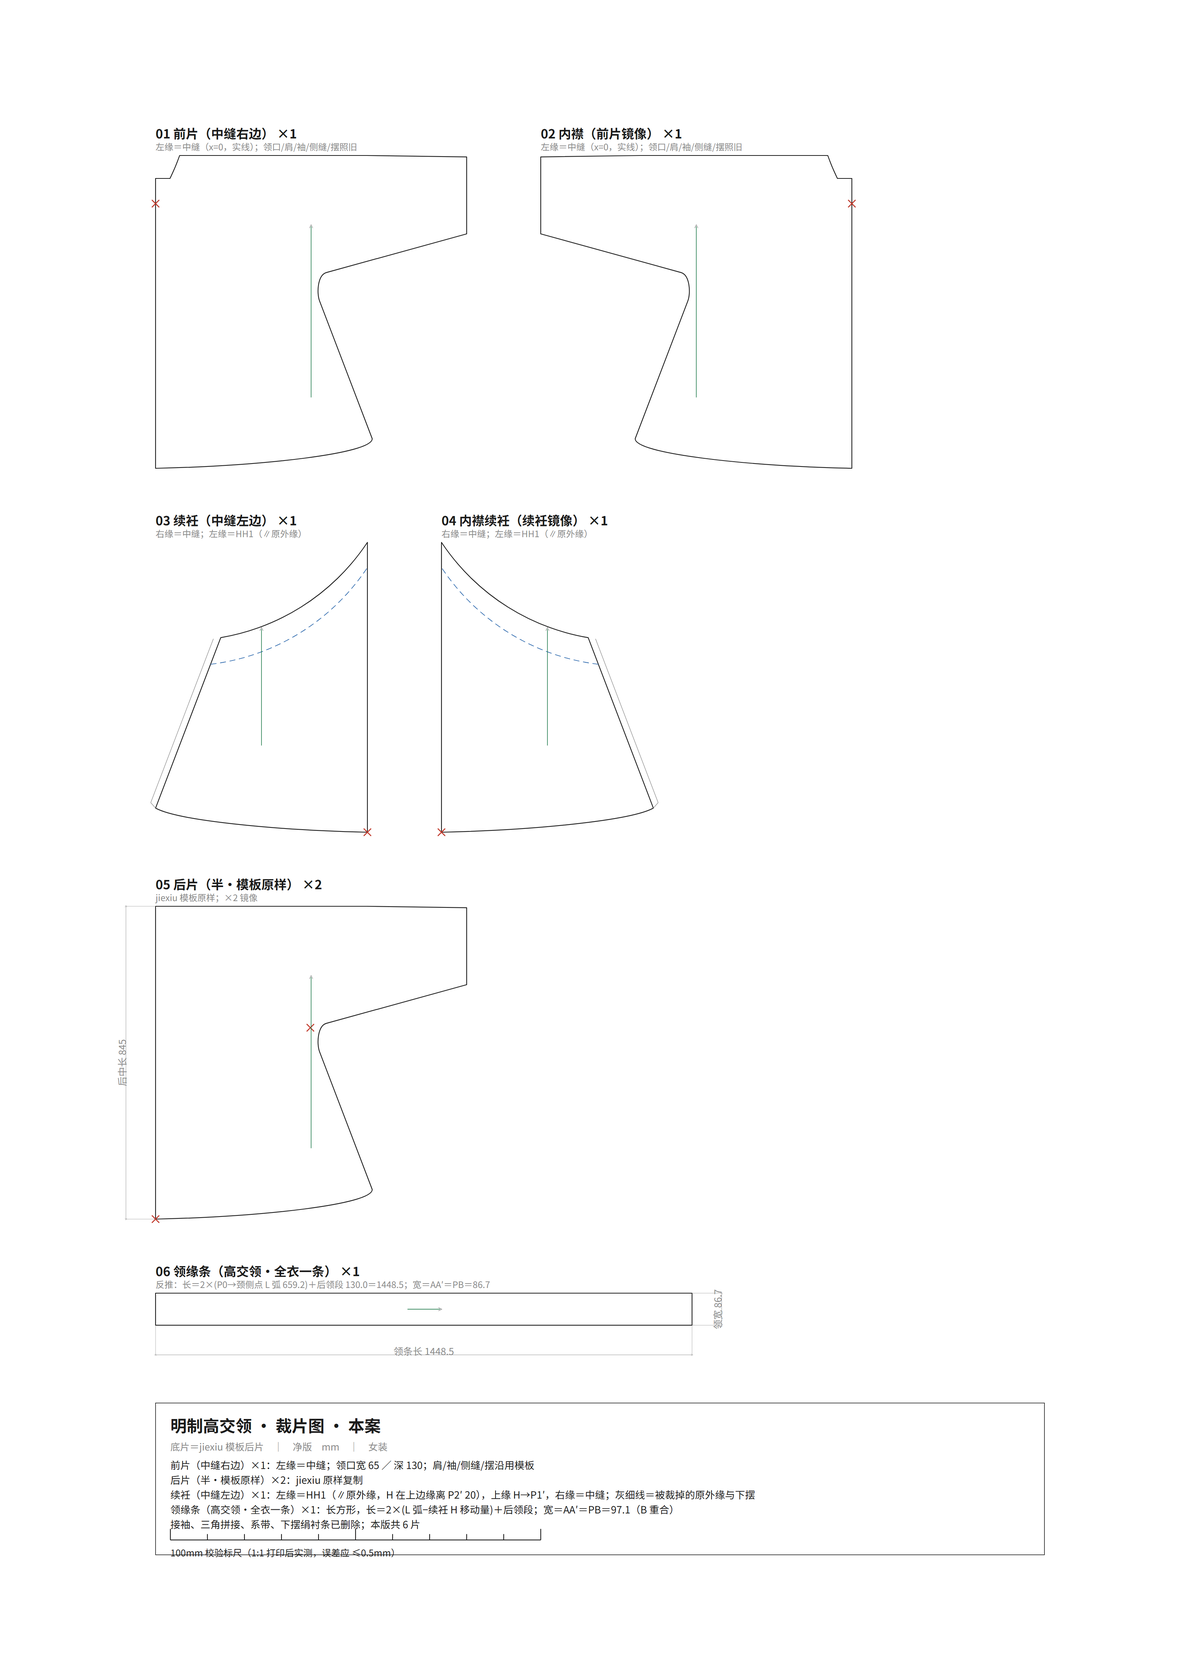 01 前片（中缝右边） ×1
左缘＝中缝（x=0，实线）；领口/肩/袖/侧缝/摆照旧
02 内襟（前片镜像） ×1
左缘＝中缝（x=0，实线）；领口/肩/袖/侧缝/摆照旧
03 续衽（中缝左边） ×1
右缘＝中缝；左缘＝HH1（∥原外缘）
04 内襟续衽（续衽镜像） ×1
右缘＝中缝；左缘＝HH1（∥原外缘）
05 后片（半·模板原样） ×2
jiexiu 模板原样；×2 镜像
后中长 845
06 领缘条（高交领·全衣一条） ×1
反推：长＝2×(P0→颈侧点 L 弧 659.2)＋后领段 130.0＝1448.5；宽＝AA′＝PB＝86.7
领宽 86.7
领条长 1448.5
明制高交领 · 裁片图 · 本案
底片＝jiexiu 模板后片 ｜ 净版 mm ｜ 女装
前片（中缝右边）×1：左缘＝中缝；领口宽 65 ／ 深 130；肩/袖/侧缝/摆沿用模板
后片（半·模板原样）×2：jiexiu 原样复制
续衽（中缝左边）×1：左缘＝HH1（∥原外缘，H 在上边缘离 P2′ 20），上缘 H→P1′，右缘＝中缝；灰细线＝被裁掉的原外缘与下摆
领缘条（高交领·全衣一条）×1：长方形，长＝2×(L 弧−续衽 H 移动量)＋后领段；宽＝AA′＝PB＝97.1（B 重合）
接袖、三角拼接、系带、下摆绢衬条已删除；本版共 6 片
100mm 校验标尺（1:1 打印后实测，误差应 ≤0.5mm）